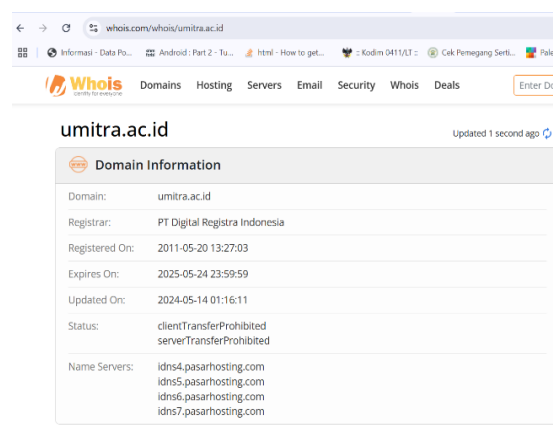 whois.com/whois/umitra.ac.id
Informasi - Data Po... Android : Part 2 - Tu... html - How to get... :: Kodim 0411/LT :: Cek Pemegang Serti... Pale
Whois Domains Hosting Servers Email Security Whois Deals Enter Do
Identity for everyone
umitra.ac.id
Updated 1 second ago
www Domain Information
Domain: umitra.ac.id
Registrar: PT Digital Registra Indonesia
Registered On: 2011-05-20 13:27:03
Expires On: 2025-05-24 23:59:59
Updated On: 2024-05-14 01:16:11
Status: clientTransferProhibited
serverTransferProhibited
Name Servers: idns4.pasarhosting.com
idns5.pasarhosting.com
idns6.pasarhosting.com
idns7.pasarhosting.com